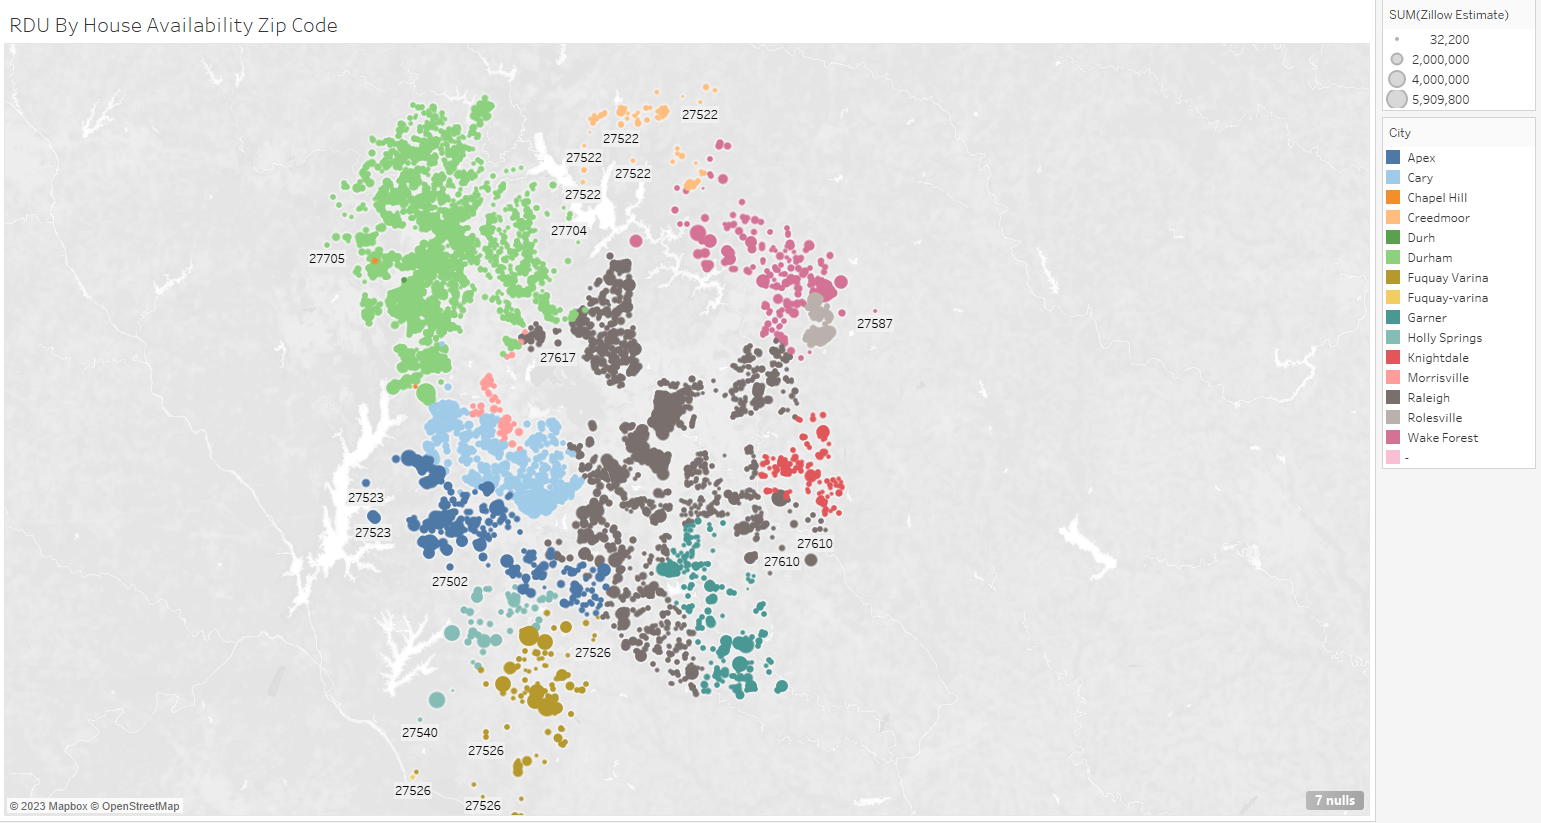 RDU By House Availability Zip Code
27522
27522
27522
27522
27522
27704
27705
27587
27617
27523
27523
27610
27610
27502
27526
27540
27526
27526
27526
© 2023 Mapbox © OpenStreetMap
7 nulls
SUM(Zillow Estimate)
32,200
2,000,000
4,000,000
5,909,800
City
Apex
Cary
Chapel Hill
Creedmoor
Durh
Durham
Fuquay Varina
Fuquay-varina
Garner
Holly Springs
Knightdale
Morrisville
Raleigh
Rolesville
Wake Forest
-